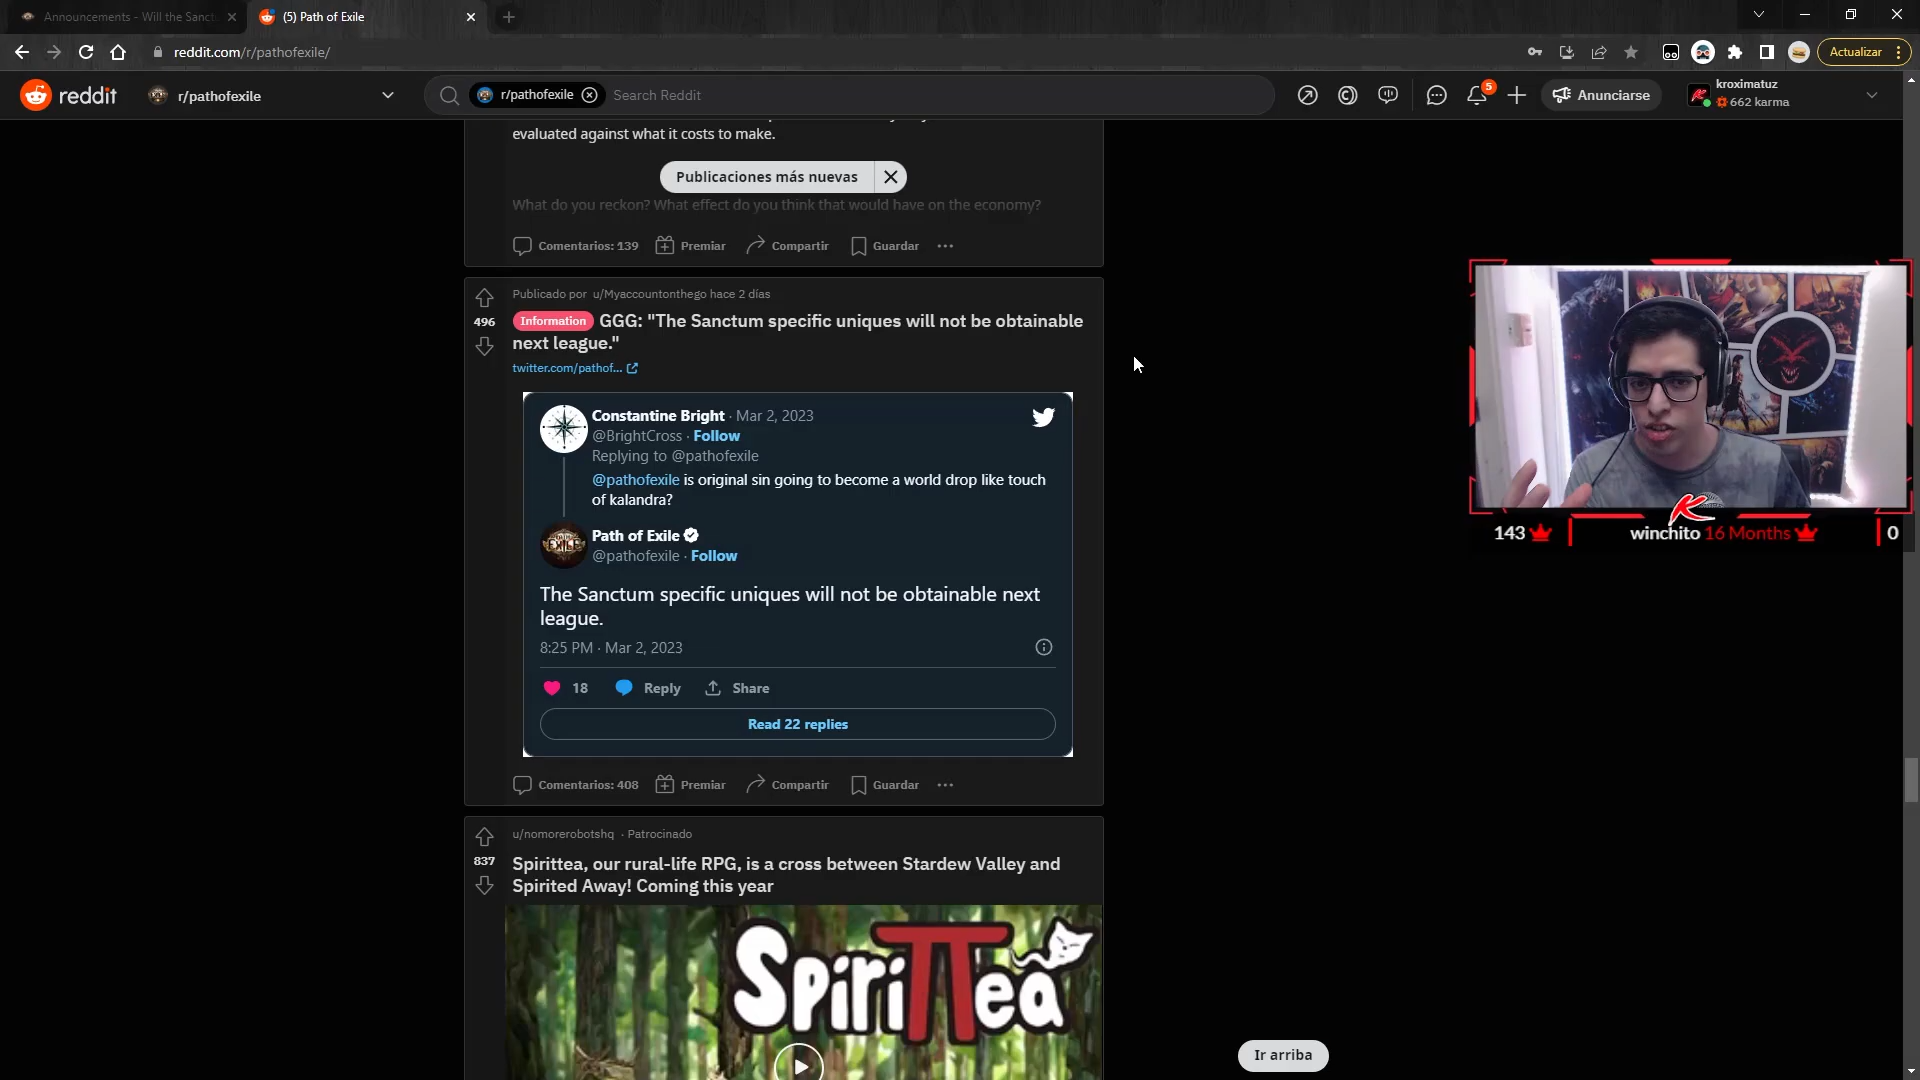 Announcements - Will the Sanct
(5) Path of Exile
reddit.com/r/pathofexile/
Actualizar
reddit
r/pathofexile
r/pathofexile
Search Reddit
5
Anunciarse
kroximatuz
662 karma
evaluated against what it costs to make.
Publicaciones más nuevas
What do you reckon? What effect do you think that would have on the economy?
Comentarios: 139
Premiar
Compartir
Guardar
Publicado por u/Myaccountonthego hace 2 días
496
Information GGG: "The Sanctum specific uniques will not be obtainable
next league."
twitter.com/pathof...
Constantine Bright · Mar 2, 2023
@BrightCross · Follow
Replying to @pathofexile
@pathofexile is original sin going to become a world drop like touch
of kalandra?
Path of Exile
@pathofexile · Follow
The Sanctum specific uniques will not be obtainable next
league.
8:25 PM · Mar 2, 2023
18
Reply
Share
Read 22 replies
Comentarios: 408
Premiar
Compartir
Guardar
u/nomorerobotshq · Patrocinado
837
Spirittea, our rural-life RPG, is a cross between Stardew Valley and
Spirited Away! Coming this year
SpiriTTea
Ir arriba
143
winchito 16 Months
0